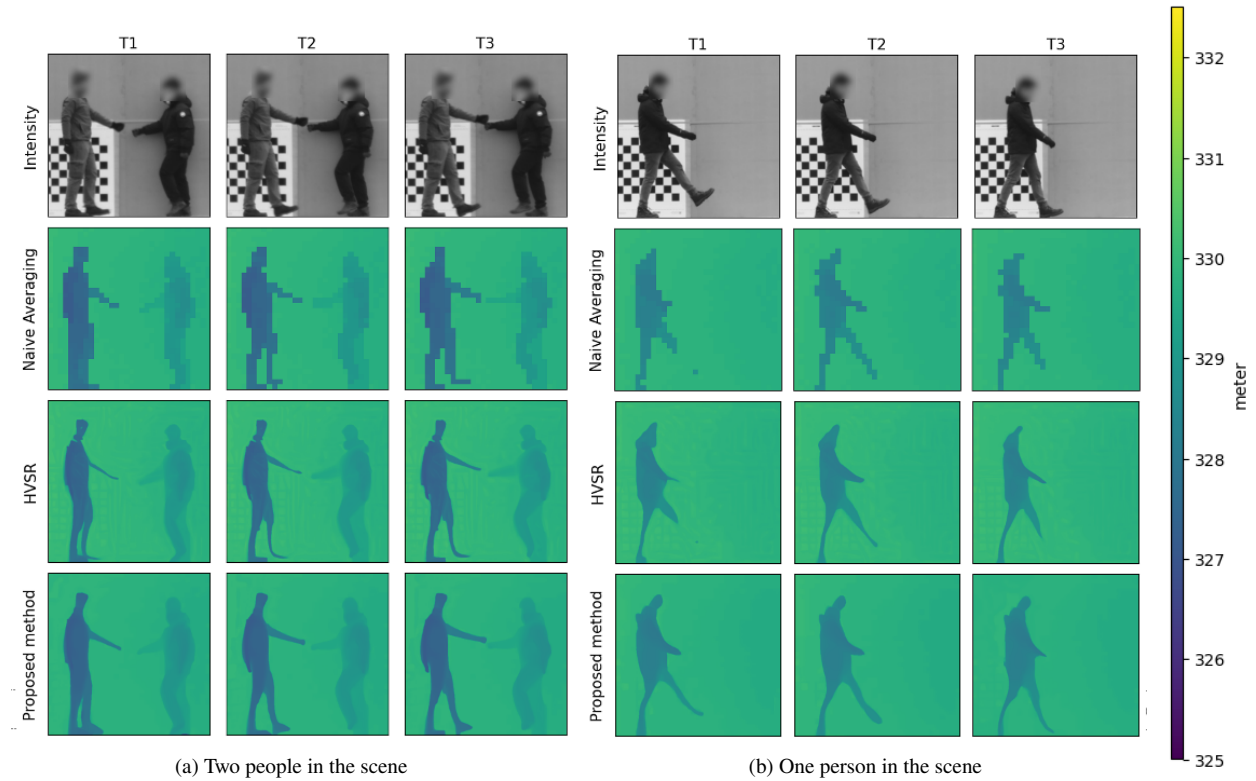 T1 T2 T3
T1 T2 T3
Intensity
Intensity
Naive Averaging
Naive Averaging
HVSR
HVSR
Proposed method
Proposed method
332
331
330
329
328
327
326
325
meter
(a) Two people in the scene
(b) One person in the scene